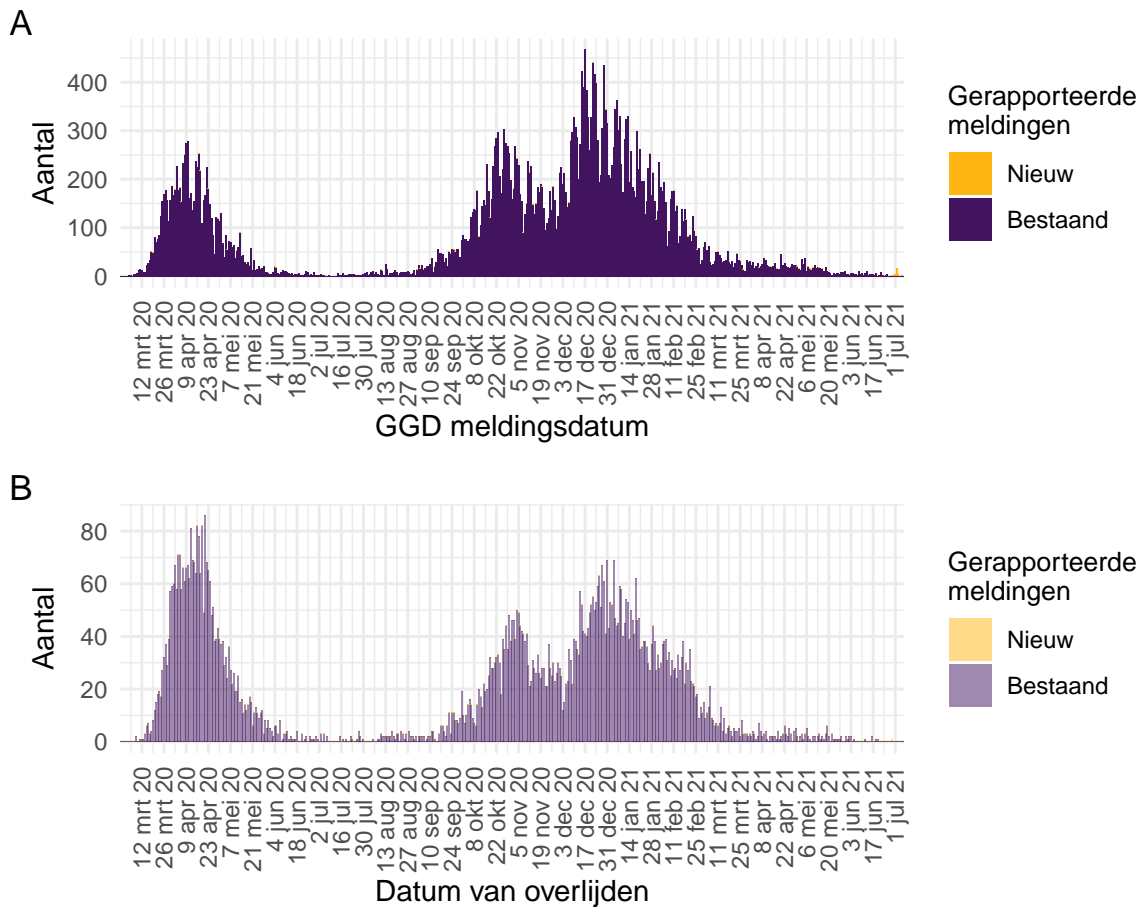 A
Aantal
400
300
200
100
0
12 mrt 20
26 mrt 20
9 apr 20
23 apr 20
7 mei 20
21 mei 20
4 jun 20
18 jun 20
2 jul 20
16 jul 20
30 jul 20
13 aug 20
27 aug 20
10 sep 20
24 sep 20
8 okt 20
22 okt 20
5 nov 20
19 nov 20
3 dec 20
17 dec 20
31 dec 20
14 jan 21
28 jan 21
11 feb 21
25 feb 21
11 mrt 21
25 mrt 21
8 apr 21
22 apr 21
6 mei 21
20 mei 21
3 jun 21
17 jun 21
1 jul 21
GGD meldingsdatum
Gerapporteerde
meldingen
Nieuw
Bestaand
B
Aantal
80
60
40
20
0
12 mrt 20
26 mrt 20
9 apr 20
23 apr 20
7 mei 20
21 mei 20
4 jun 20
18 jun 20
2 jul 20
16 jul 20
30 jul 20
13 aug 20
27 aug 20
10 sep 20
24 sep 20
8 okt 20
22 okt 20
5 nov 20
19 nov 20
3 dec 20
17 dec 20
31 dec 20
14 jan 21
28 jan 21
11 feb 21
25 feb 21
11 mrt 21
25 mrt 21
8 apr 21
22 apr 21
6 mei 21
20 mei 21
3 jun 21
17 jun 21
1 jul 21
Datum van overlijden
Gerapporteerde
meldingen
Nieuw
Bestaand